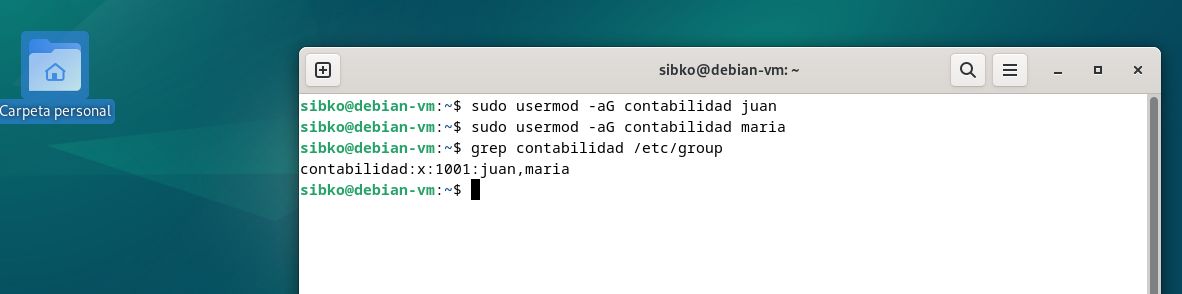 Carpeta personal
sibko@debian-vm: ~
sibko@debian-vm:~$ sudo usermod -aG contabilidad juan
sibko@debian-vm:~$ sudo usermod -aG contabilidad maria
sibko@debian-vm:~$ grep contabilidad /etc/group
contabilidad:x:1001:juan,maria
sibko@debian-vm:~$